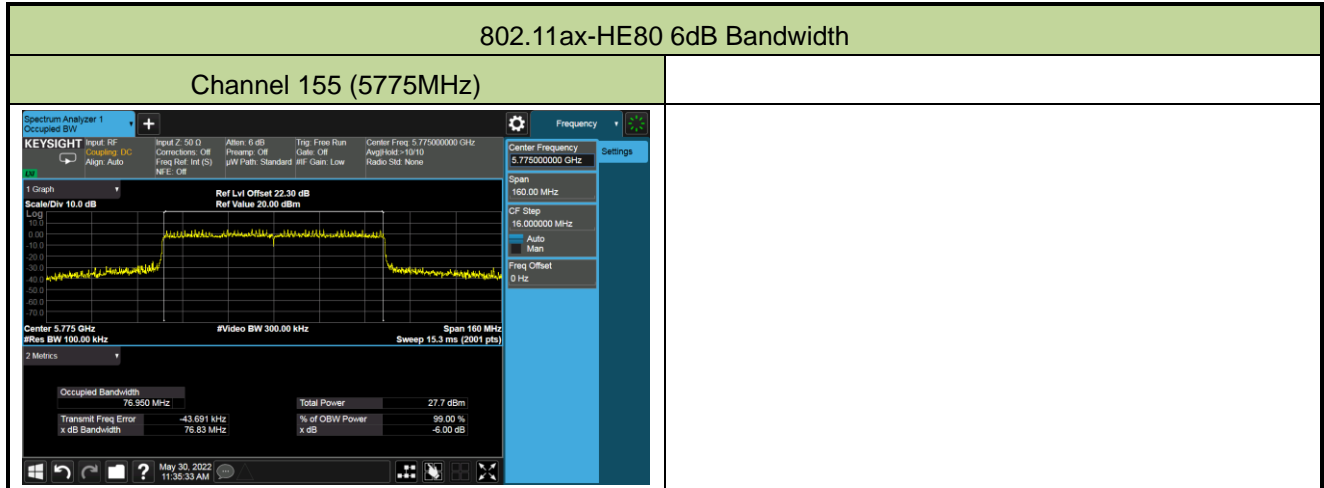 802.11ax-HE80 6dB Bandwidth
Channel 155 (5775MHz)
Spectrum Analyzer 1
Occupied BW
+
Frequency
KEYSIGHT
Input: RF
Coupling: DC
Align: Auto
Input Z: 50 Ω
Corrections: Off
Freq Ref: Int (S)
NFE: Off
Atten: 6 dB
Preamp: Off
µW Path: Standard
Trig: Free Run
Gate: Off
#IF Gain: Low
Center Freq: 5.775000000 GHz
Avg|Hold:>10/10
Radio Std: None
Center Frequency
5.775000000 GHz
Settings
Span
160.00 MHz
CF Step
16.000000 MHz
Auto
Man
Freq Offset
0 Hz
1 Graph
Scale/Div 10.0 dB
Ref Lvl Offset 22.30 dB
Ref Value 20.00 dBm
Log
10.0
0.00
-10.0
-20.0
-30.0
-40.0
-50.0
-60.0
-70.0
Center 5.775 GHz
#Res BW 100.00 kHz
#Video BW 300.00 kHz
Span 160 MHz
Sweep 15.3 ms (2001 pts)
2 Metrics
Occupied Bandwidth
76.950 MHz
Total Power 27.7 dBm
Transmit Freq Error -43.691 kHz
% of OBW Power 99.00 %
x dB Bandwidth 76.83 MHz
x dB -6.00 dB
?
May 30, 2022
11:35:33 AM